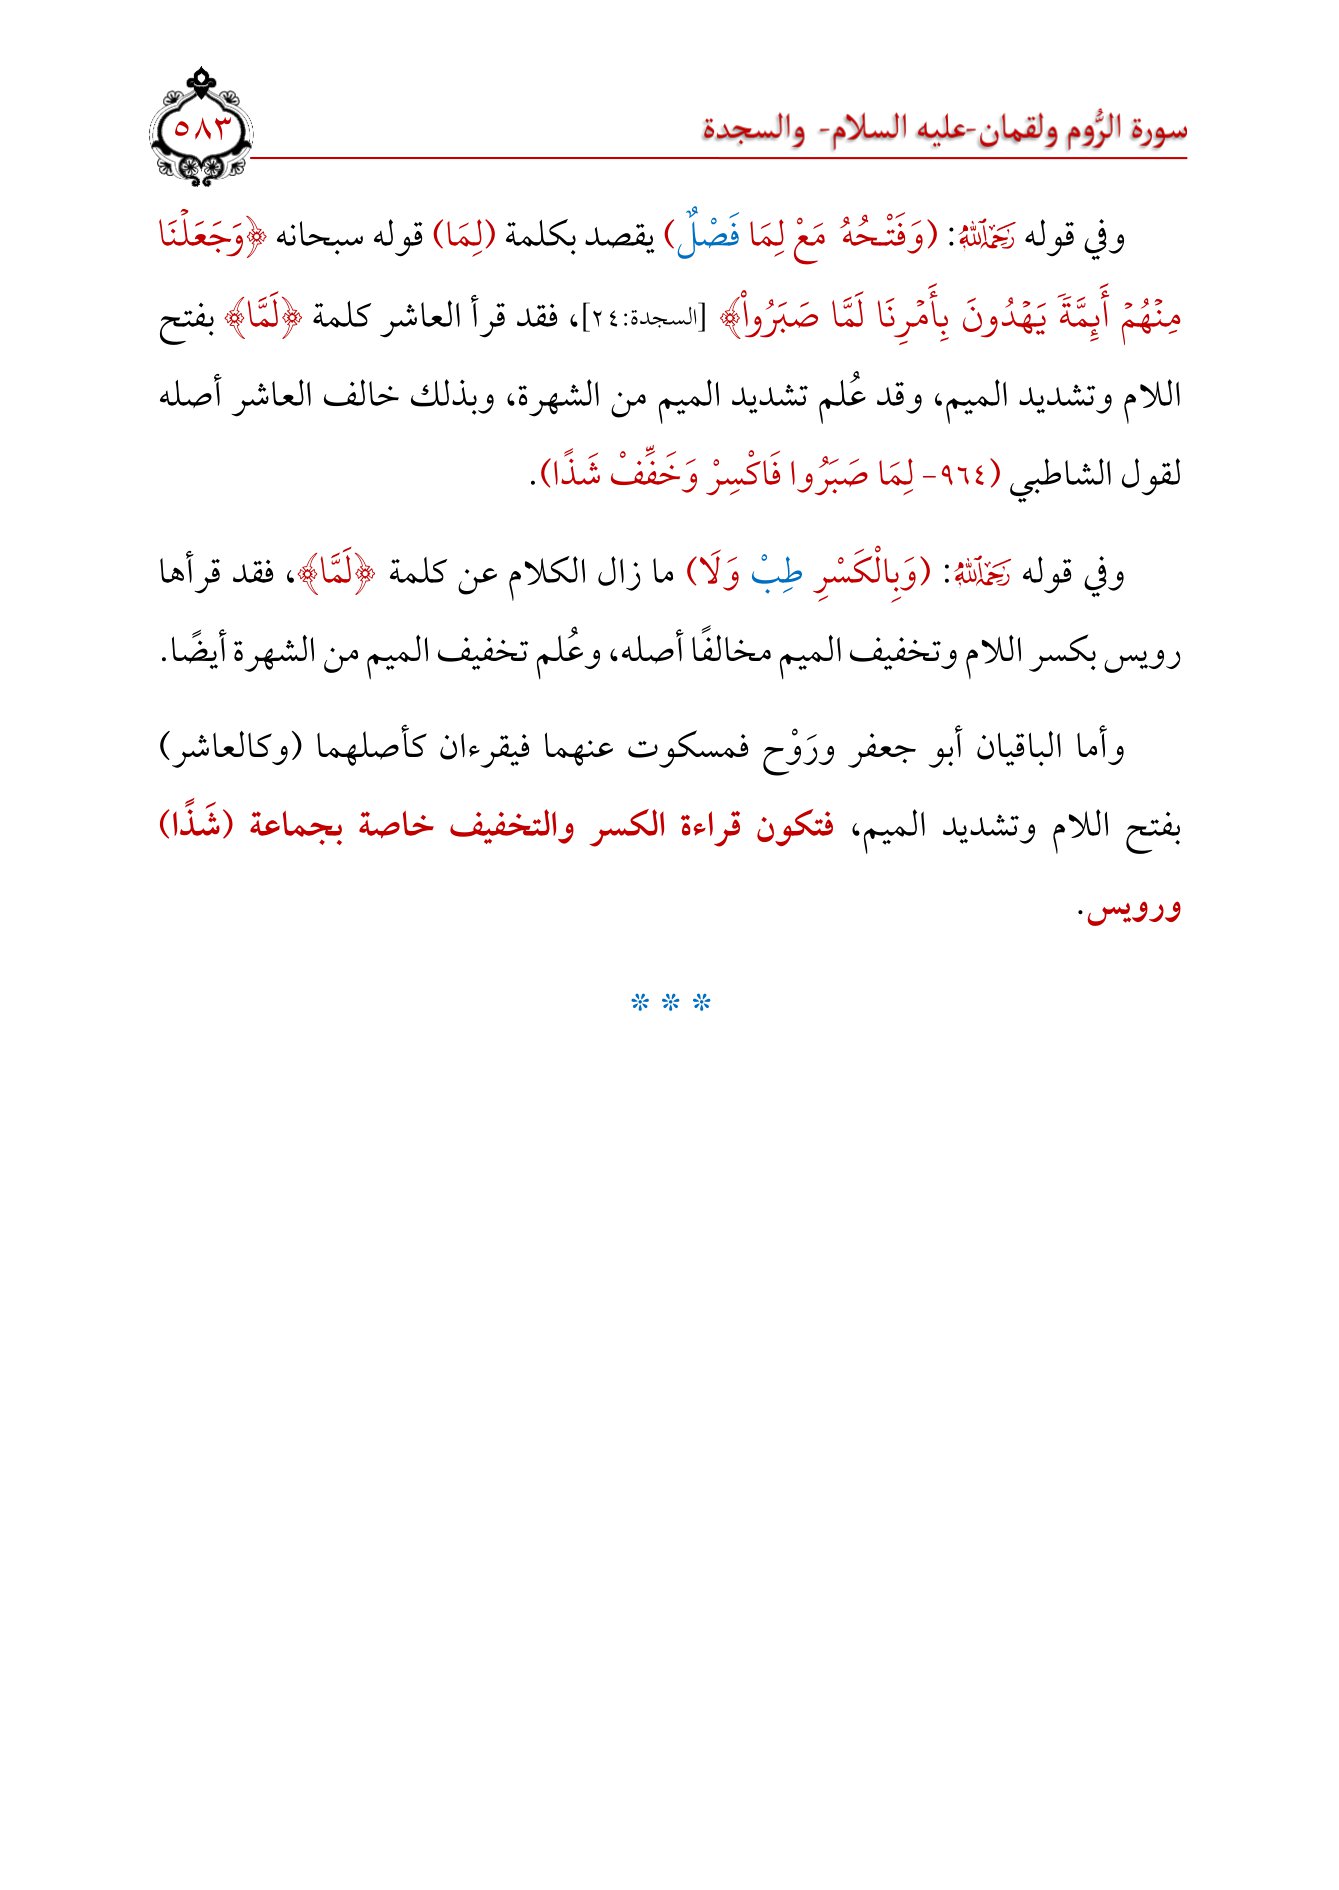 سورة الرُّوم ولقمان-عليه السلام- والسجدة
٥٨٣
وفي قوله رَحِمَهُ اللَّهُ: (وَفَتْحُهُ مَعْ لِمَا فَصْلٌ) يقصد بكلمة (لِمَا) قوله سبحانه ﴿وَجَعَلۡنَا
مِنۡهُمۡ أَئِمَّةٗ يَهۡدُونَ بِأَمۡرِنَا لَمَّا صَبَرُواْ﴾ [السجدة:٢٤]، فقد قرأ العاشر كلمة ﴿لَمَّا﴾ بفتح
اللام وتشديد الميم، وقد عُلم تشديد الميم من الشهرة، وبذلك خالف العاشر أصله
لقول الشاطبي (٩٦٤- لِمَا صَبَرُوا فَاكْسِرْ وَخَفِّفْ شَذًا).
وفي قوله رَحِمَهُ اللَّهُ: (وَبِالْكَسْرِ طِبْ وَلَا) ما زال الكلام عن كلمة ﴿لَمَّا﴾، فقد قرأها
رويس بكسر اللام وتخفيف الميم مخالفًا أصله، وعُلم تخفيف الميم من الشهرة أيضًا.
وأما الباقيان أبو جعفر ورَوْح فمسكوت عنهما فيقرءان كأصلهما (وكالعاشر)
بفتح اللام وتشديد الميم، فتكون قراءة الكسر والتخفيف خاصة بجماعة (شَذًا)
ورويس.
* * *